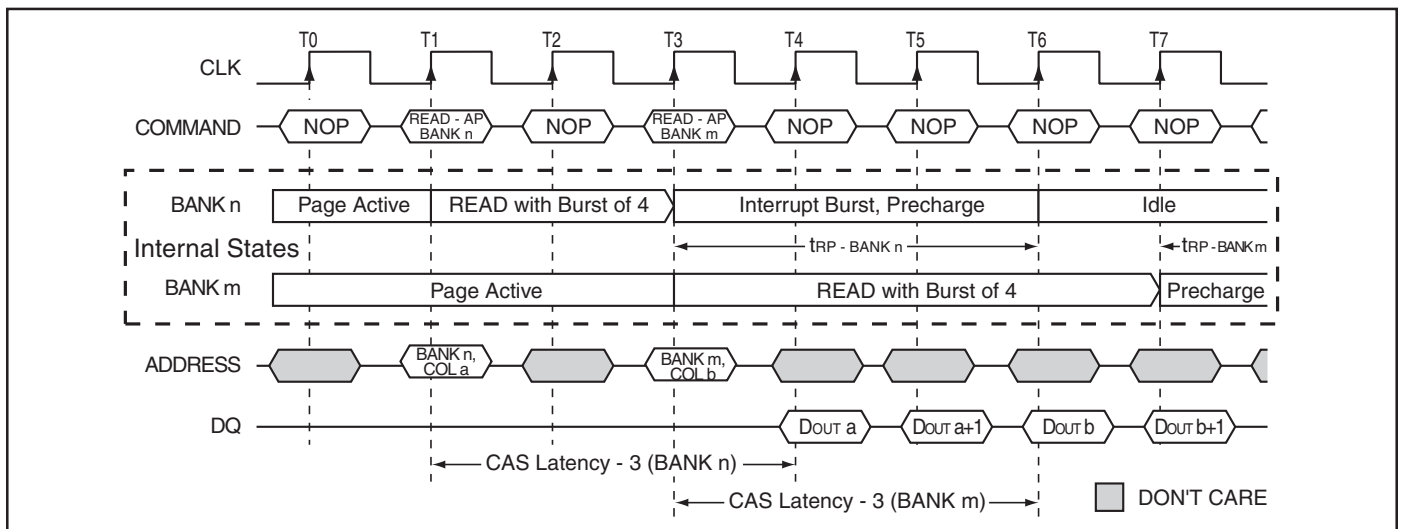 T0 T1 T2 T3 T4 T5 T6 T7
CLK
COMMAND NOP READ - AP BANK n NOP READ - AP BANK m NOP NOP NOP NOP
BANK n Page Active READ with Burst of 4 Interrupt Burst, Precharge Idle
Internal States tRP - BANK n tRP - BANK m
BANK m Page Active READ with Burst of 4 Precharge
ADDRESS BANK n, COL a BANK m, COL b
DQ DOUT a DOUT a+1 DOUT b DOUT b+1
CAS Latency - 3 (BANK n)
CAS Latency - 3 (BANK m) DON'T CARE